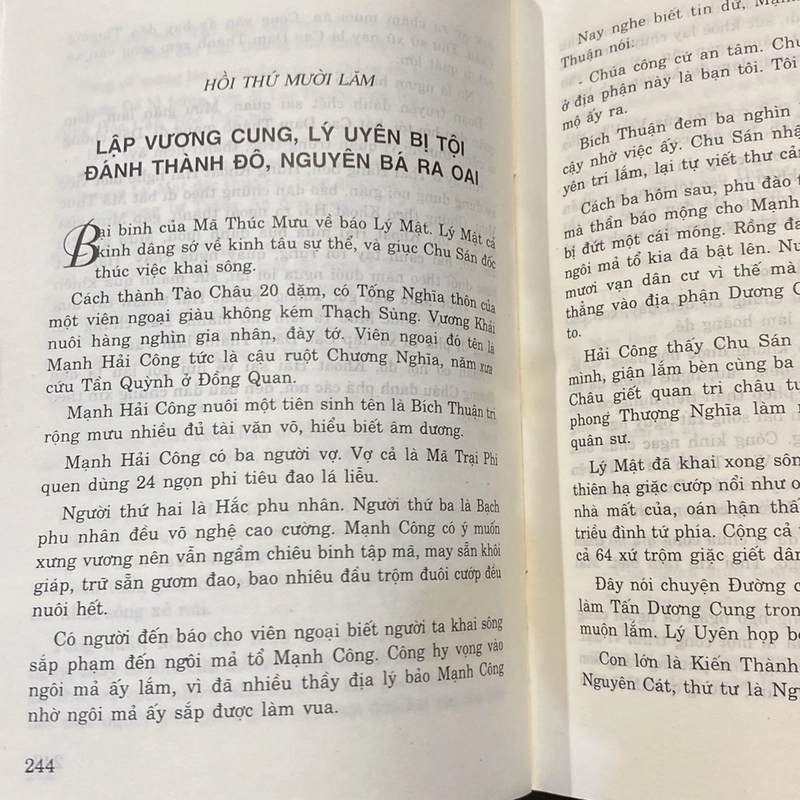 HỒI THỨ MƯỜI LĂM
LẬP VƯƠNG CUNG, LÝ UYÊN BỊ TỘI
ĐÁNH THÀNH ĐÔ, NGUYÊN BÁ RA OAI
Bại binh của Mã Thúc Mưu về báo Lý Mật. Lý Mật cả
kinh dâng sớ về kinh tâu sự thể, và giục Chu Sán đốc
thúc việc khai sông.
Cách thành Tào Châu 20 dặm, có Tống Nghĩa thôn của
một viên ngoại giàu không kém Thạch Sùng. Vương Khải
nuôi hàng nghìn gia nhân, đày tớ. Viên ngoại đó tên là
Mạnh Hải Công tức là cậu ruột Chương Nghĩa, năm xưa
cứu Tần Quỳnh ở Đồng Quan.
Mạnh Hải Công nuôi một tiên sinh tên là Bích Thuận trí
rộng mưu nhiều đủ tài văn võ, hiểu biết âm dương.
Mạnh Hải Công có ba người vợ. Vợ cả là Mã Trại Phi
quen dùng 24 ngọn phi tiêu đao lá liễu.
Người thứ hai là Hắc phu nhân. Người thứ ba là Bạch
phu nhân đều võ nghệ cao cường. Mạnh Công có ý muốn
xưng vương nên vẫn ngầm chiêu binh tập mã, may sẵn khôi
giáp, trữ sẵn gươm đao, bao nhiêu đầu trộm đuôi cướp đều
nuôi hết.
Có người đến báo cho viên ngoại biết người ta khai sông
sắp phạm đến ngôi mả tổ Mạnh Công. Công hy vọng vào
ngôi mả ấy lắm, vì đã nhiều thầy địa lý bảo Mạnh Công
nhờ ngôi mả ấy sắp được làm vua.
244
Nay nghe biết tin dữ,
Thuận nói:
- Chúa công cứ an tâm. Chu
ở địa phận này là bạn tôi. Tôi
mộ ấy ra.
Bích Thuận đem ba nghìn
cậy nhờ việc ấy. Chu Sán nhậ
yên trí lắm, lại tự viết thư cảm
Cách ba hôm sau, phu đào
mà thần báo mộng cho Mạnh
bị đứt một cái móng. Rồng đa
ngôi mả tổ kia đã bật lên.
mươi vạn dân cư vì thế mà
thẳng vào địa phận Dương C
to.
Hải Công thấy Chu Sán
mình, giận lắm bèn cùng ba
Châu giết quan tri châu tự
phong Thượng Nghĩa làm
quân sư.
Lý Mật đã khai xong sôn
thiên hạ giặc cướp nổi như o
nhà mất của, oán hận thấ
triều đình tứ phía. Cộng cả
cả 64 xứ trộm giặc giết dân
Đây nói chuyện Đường c
làm Tấn Dương Cung tron
muộn lắm. Lý Uyên họp b
Con lớn là Kiến Thành
Nguyên Cát, thứ tư là Ng